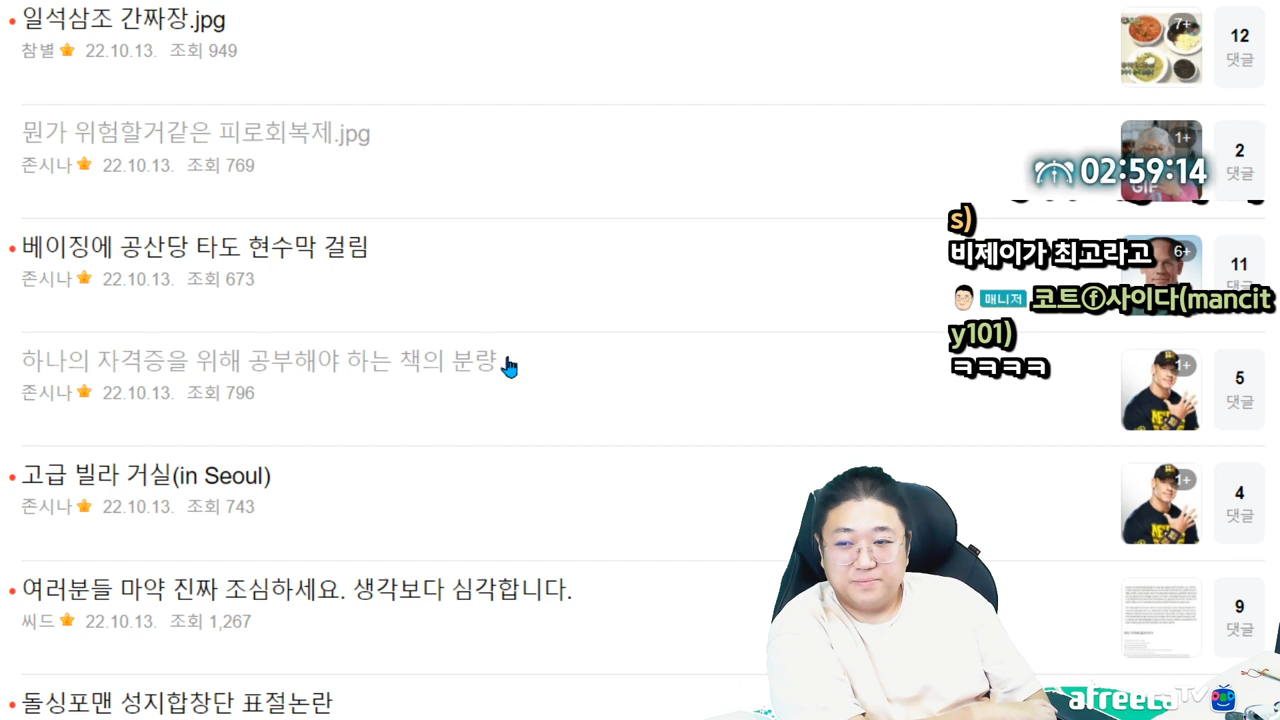 일석삼조 간짜장.jpg
참별 22.10.13. 조회 949
7+
12
댓글
뭔가 위험할거같은 피로회복제.jpg
존시나 22.10.13. 조회 769
1+
GIF
2
댓글
02:59:14
베이징에 공산당 타도 현수막 걸림
존시나 22.10.13. 조회 673
6+
11
댓글
s)
비제이가 최고라고
매니저 코트ⓕ사이다(mancit
y101)
ㅋㅋㅋㅋ
하나의 자격증을 위해 공부해야 하는 책의 분량
존시나 22.10.13. 조회 796
1+
5
댓글
고급 빌라 거실(in Seoul)
존시나 22.10.13. 조회 743
1+
4
댓글
여러분들 마약 진짜 조심하세요. 생각보다 심각합니다.
씨드 22.10.13. 조회 1,267
9
댓글
돌싱포맨 성지합창단 표절논란
afreecaTV